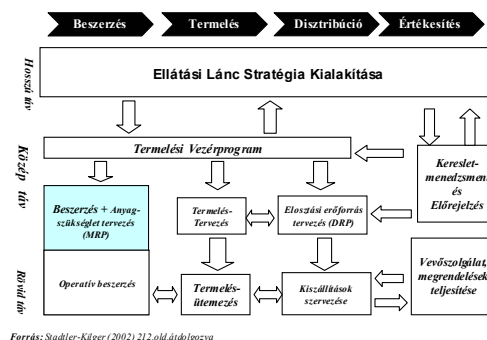 Beszerzés
Termelés
Disztribúció
Értékesítés
Hosszú táv
Ellátási Lánc Stratégia Kialakítása
Közép táv
Termelési Vezérprogram
Kereslet-
menedzsment
és
Előrejelzés
Beszerzés + Anyag-
szükséglet tervezés
(MRP)
Termelés-
Tervezés
Elosztási erőforrás
tervezés (DRP)
Rövid táv
Operatív beszerzés
Termelés-
ütemezés
Kiszállítások
szervezése
Vevőszolgálat,
megrendelések
teljesítése
Forrás: Stadtler-Kilger (2002) 212.old.átdolgozva